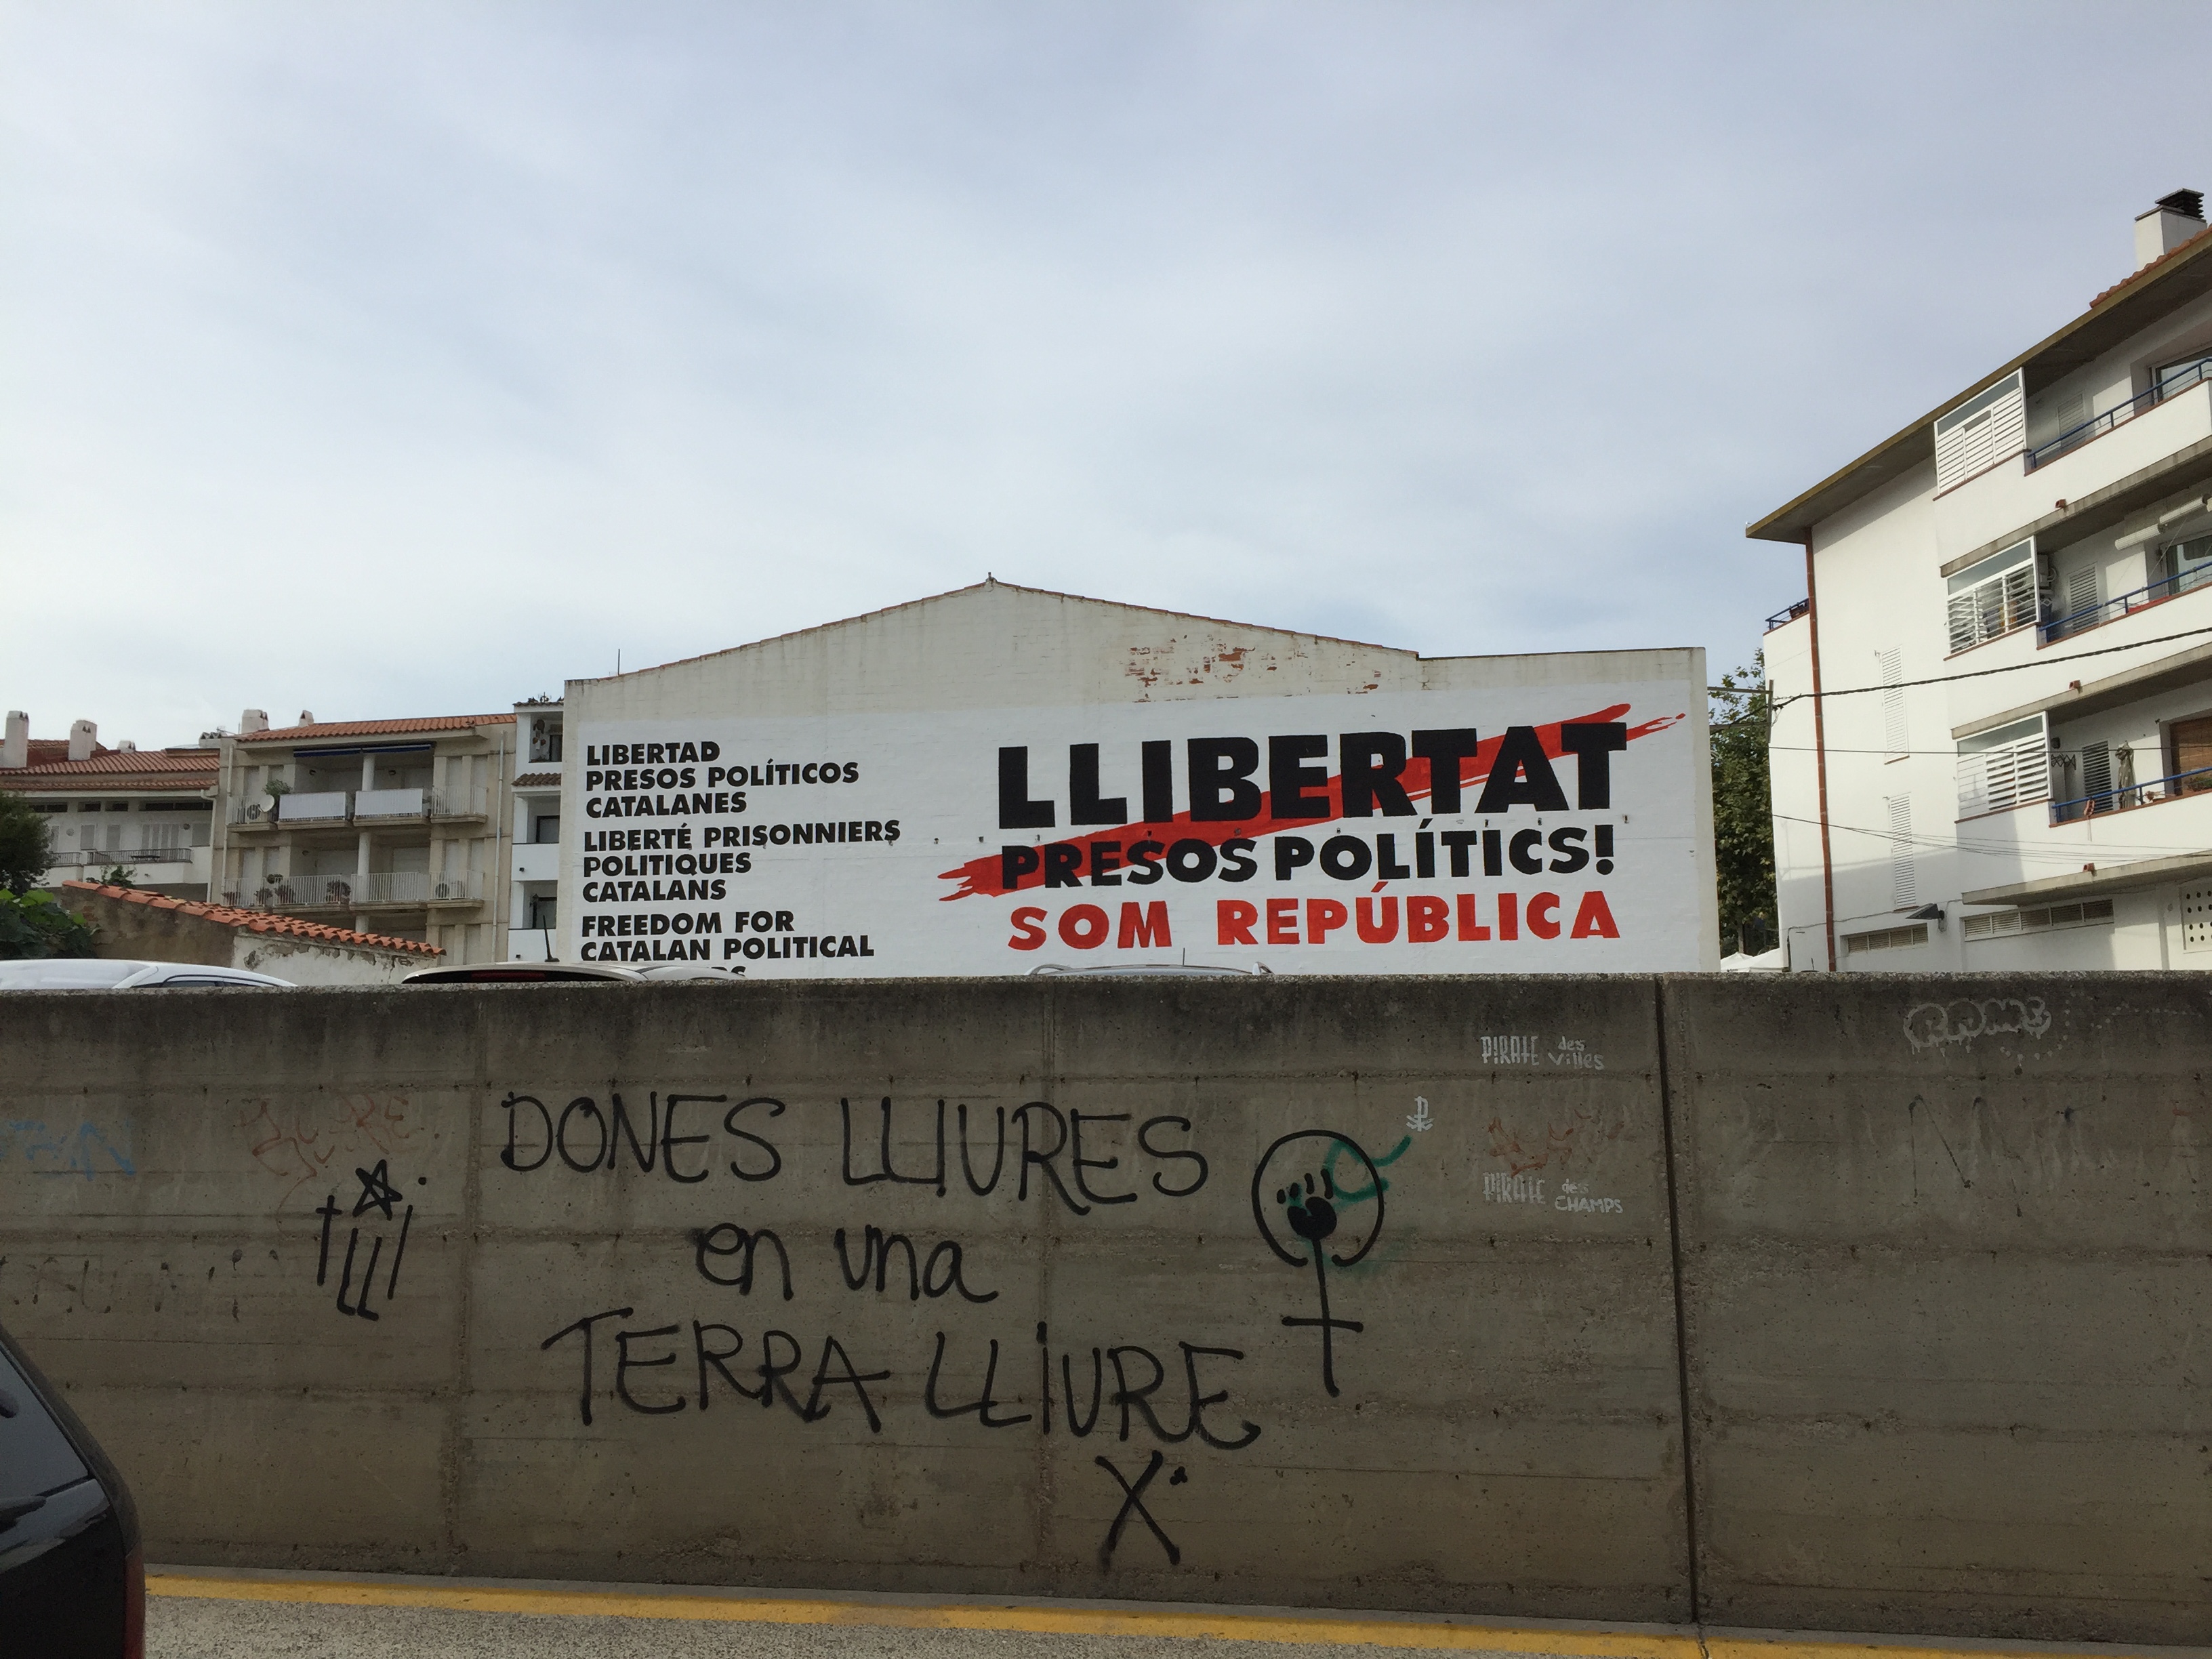 LIBERTAD
PRESOS POLÍTICOS
CATALANES
LIBERTÉ PRISONNIERS
POLITIQUES
CATALANS
FREEDOM FOR
CATALAN POLITICAL
LLIBERTAT
PRESOS POLÍTICS!
SOM REPÚBLICA
PIRATE des Villes
DONES LLIURES
en una
TERRA LLIURE
X
PIRATE des CHAMPS